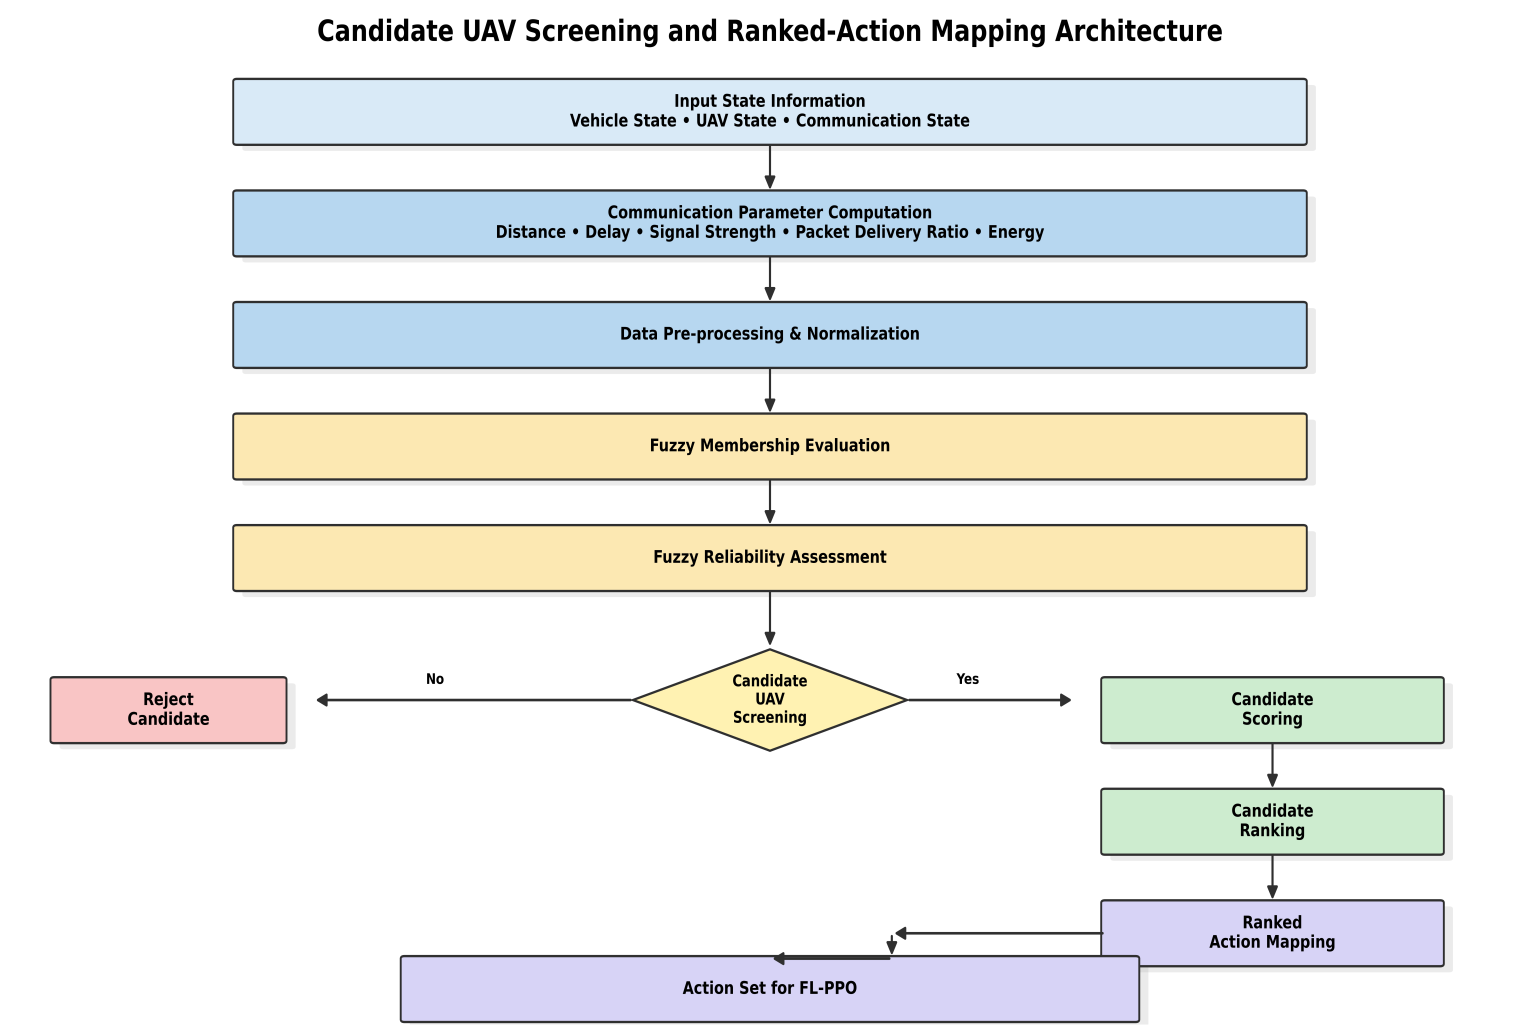 Candidate UAV Screening and Ranked-Action Mapping Architecture
Input State Information
Vehicle State • UAV State • Communication State
Communication Parameter Computation
Distance • Delay • Signal Strength • Packet Delivery Ratio • Energy
Data Pre-processing & Normalization
Fuzzy Membership Evaluation
Fuzzy Reliability Assessment
No
Candidate
UAV
Screening
Yes
Reject
Candidate
Candidate
Scoring
Candidate
Ranking
Ranked
Action Mapping
Action Set for FL-PPO